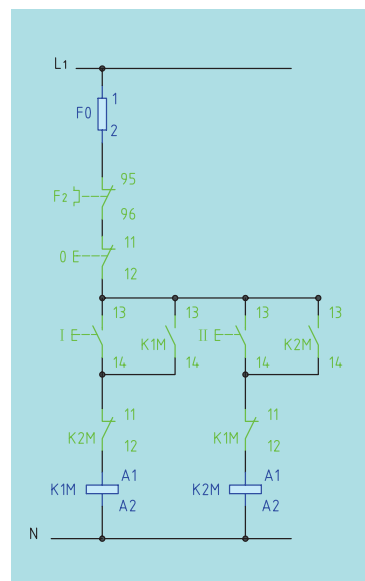 L1
1
F0
2
95
F2
96
11
0
12
13 13 13 13
I K1M II K2M
14 14 14 14
11 11
K2M K1M
12 12
A1 A1
K1M K2M
A2 A2
N